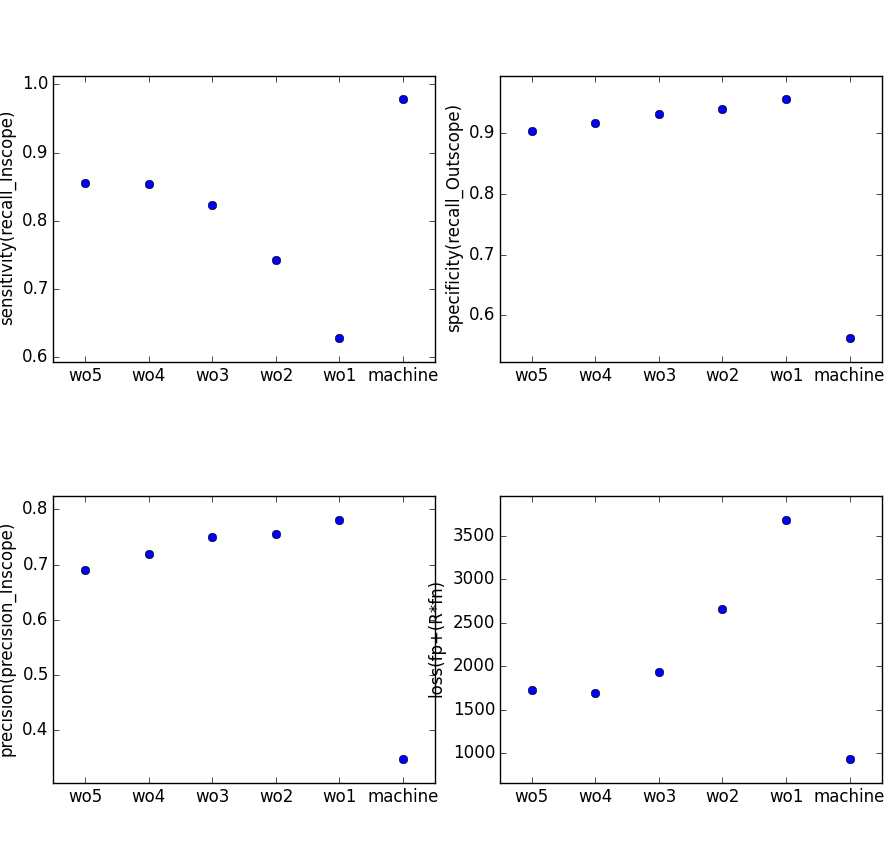 sensitivity(recall_Inscope)
1.0
0.9
0.8
0.7
0.6
wo5 wo4 wo3 wo2 wo1 machine
specificity(recall_Outscope)
0.9
0.8
0.7
0.6
wo5 wo4 wo3 wo2 wo1 machine
precision(precision_Inscope)
0.8
0.7
0.6
0.5
0.4
wo5 wo4 wo3 wo2 wo1 machine
loss(fp+(R*fn)
3500
3000
2500
2000
1500
1000
wo5 wo4 wo3 wo2 wo1 machine